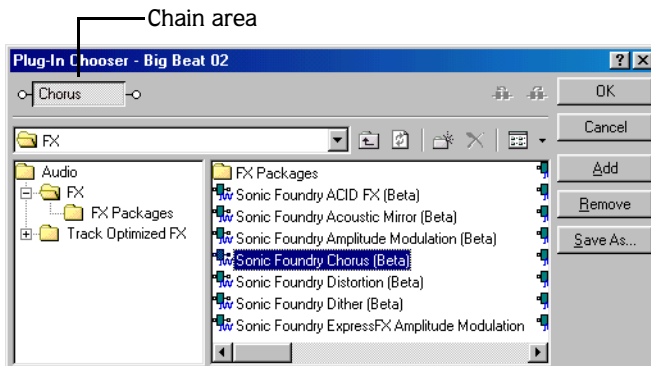 Chain area
Plug-In Chooser - Big Beat 02
Chorus
OK
FX
Cancel
Audio
FX
FX Packages
Track Optimized FX
FX Packages
Sonic Foundry ACID FX (Beta)
Sonic Foundry Acoustic Mirror (Beta)
Sonic Foundry Amplitude Modulation (Beta)
Sonic Foundry Chorus (Beta)
Sonic Foundry Distortion (Beta)
Sonic Foundry Dither (Beta)
Sonic Foundry ExpressFX Amplitude Modulation
Add
Remove
Save As...